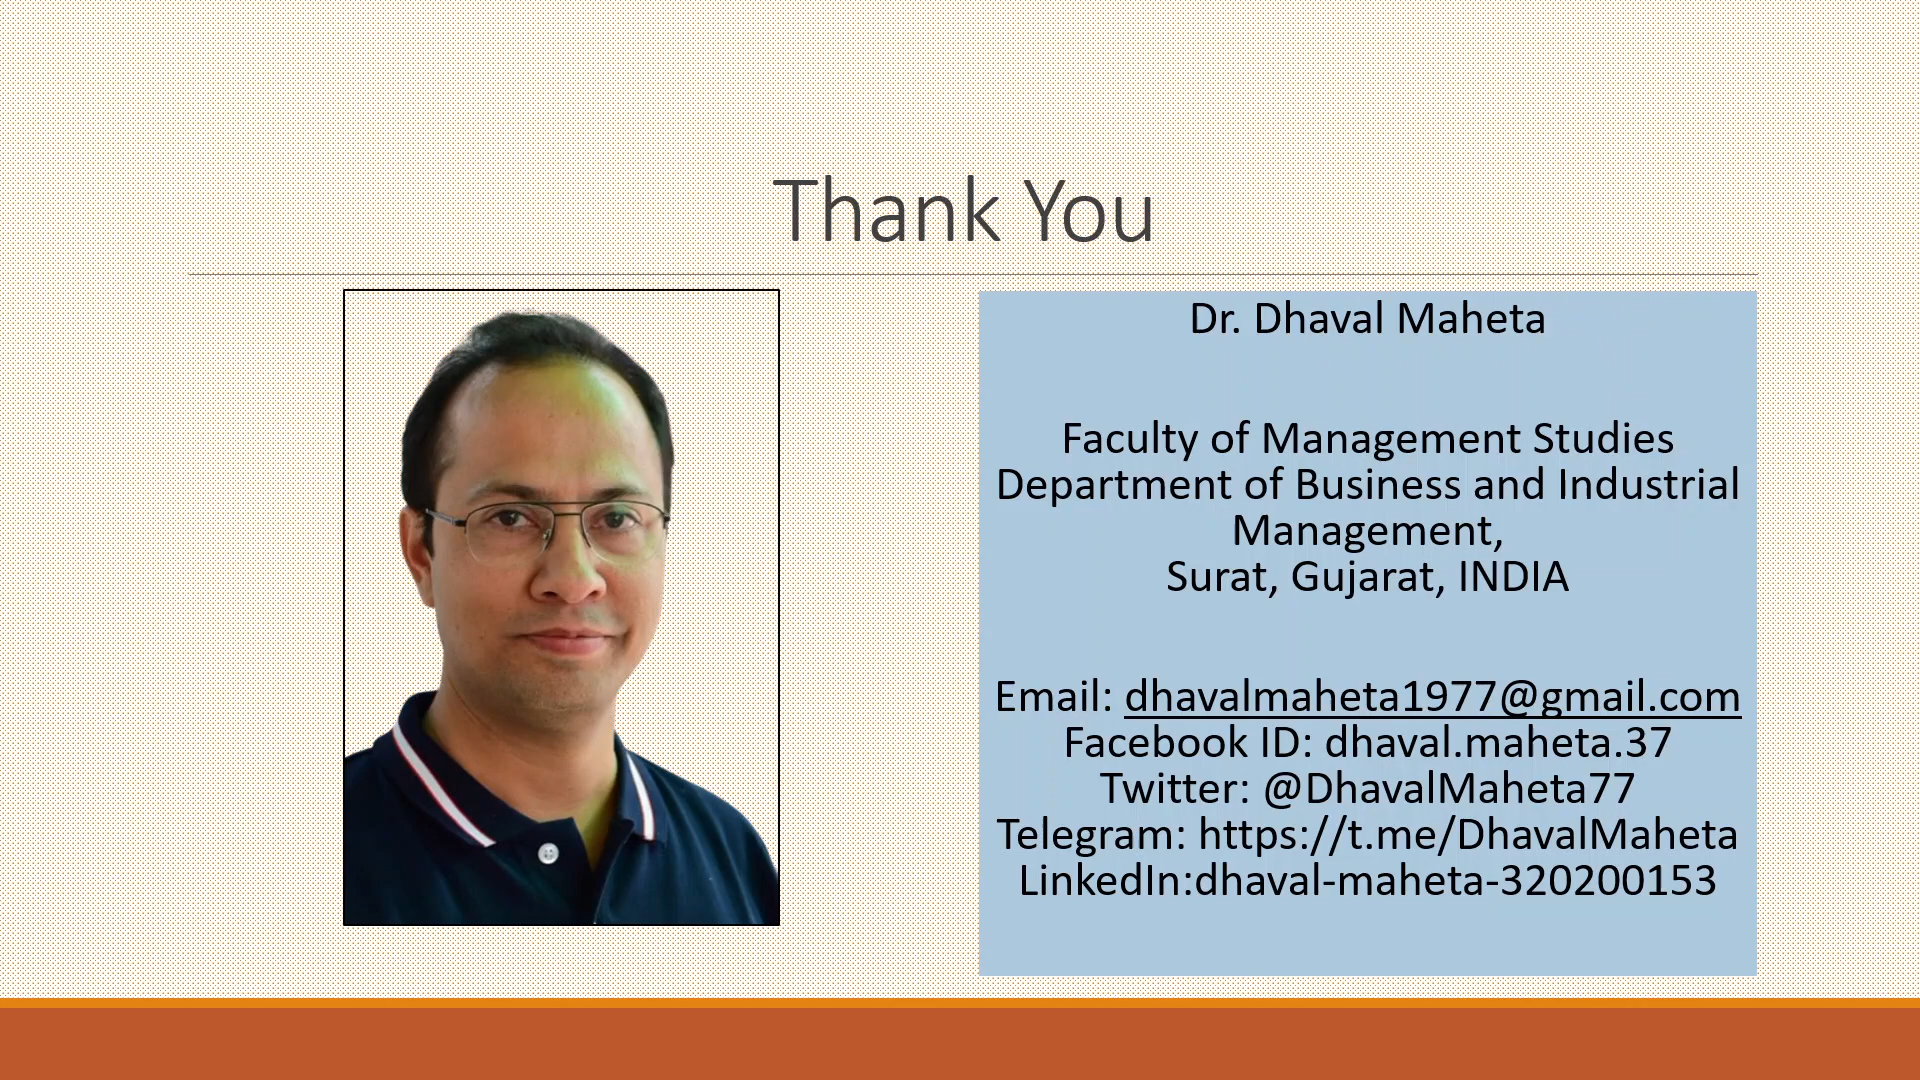 Thank You
Dr. Dhaval Maheta
Faculty of Management Studies
Department of Business and Industrial
Management,
Surat, Gujarat, INDIA
Email: dhavalmaheta1977@gmail.com
Facebook ID: dhaval.maheta.37
Twitter: @DhavalMaheta77
Telegram: https://t.me/DhavalMaheta
LinkedIn:dhaval-maheta-320200153